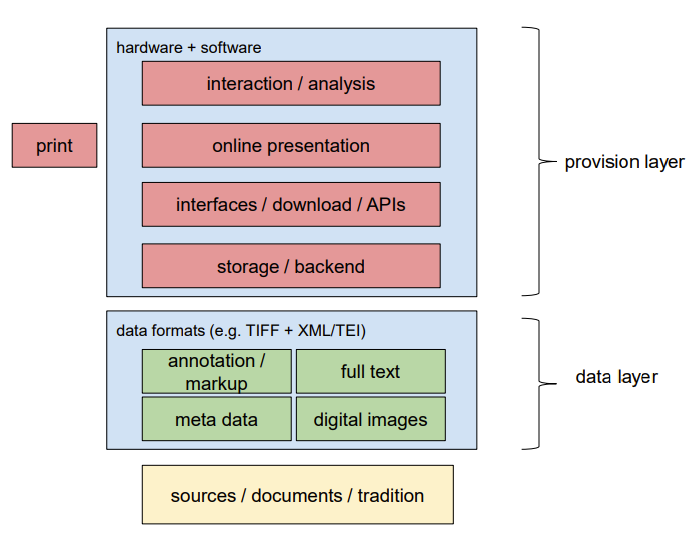 hardware + software
interaction / analysis
print
online presentation
provision layer
interfaces / download / APIs
storage / backend
data formats (e.g. TIFF + XML/TEI)
annotation /
markup
full text
data layer
meta data
digital images
sources / documents / tradition